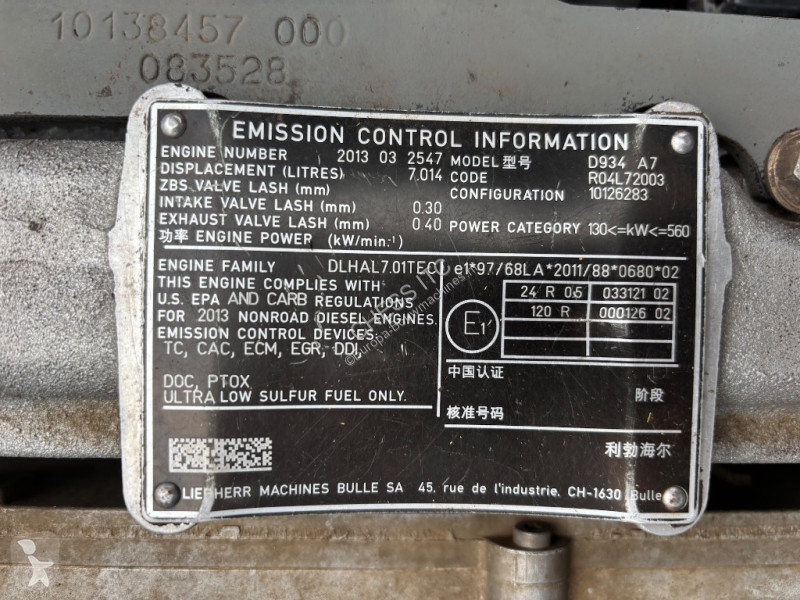 10138457 000
083528
EMISSION CONTROL INFORMATION
ENGINE NUMBER 2013 03 2547
DISPLACEMENT (LITRES) 7.014
ZBS VALVE LASH (mm)
INTAKE VALVE LASH (mm) 0.30
EXHAUST VALVE LASH (mm) 0.40
功率 ENGINE POWER (kW/min-1)
MODEL 型号 D934 A7
CODE R04L72003
CONFIGURATION 10126283
POWER CATEGORY 130<=kW<=560
ENGINE FAMILY DLHAL7.01TEC
THIS ENGINE COMPLIES WITH
U.S. EPA AND CARB REGULATIONS
FOR 2013 NONROAD DIESEL ENGINES.
EMISSION CONTROL DEVICES:
TC, CAC, ECM, EGR, DDI,
DOC, PTOX
ULTRA LOW SULFUR FUEL ONLY.
e1*97/68LA*2011/88*0680*02
E1
24 R 0.5 033121 02
120 R 000126 02
中国认证
阶段
核准号码
利勃海尔
LIEBHERR MACHINES BULLE SA 45, rue de l'industrie, CH-1630 Bulle